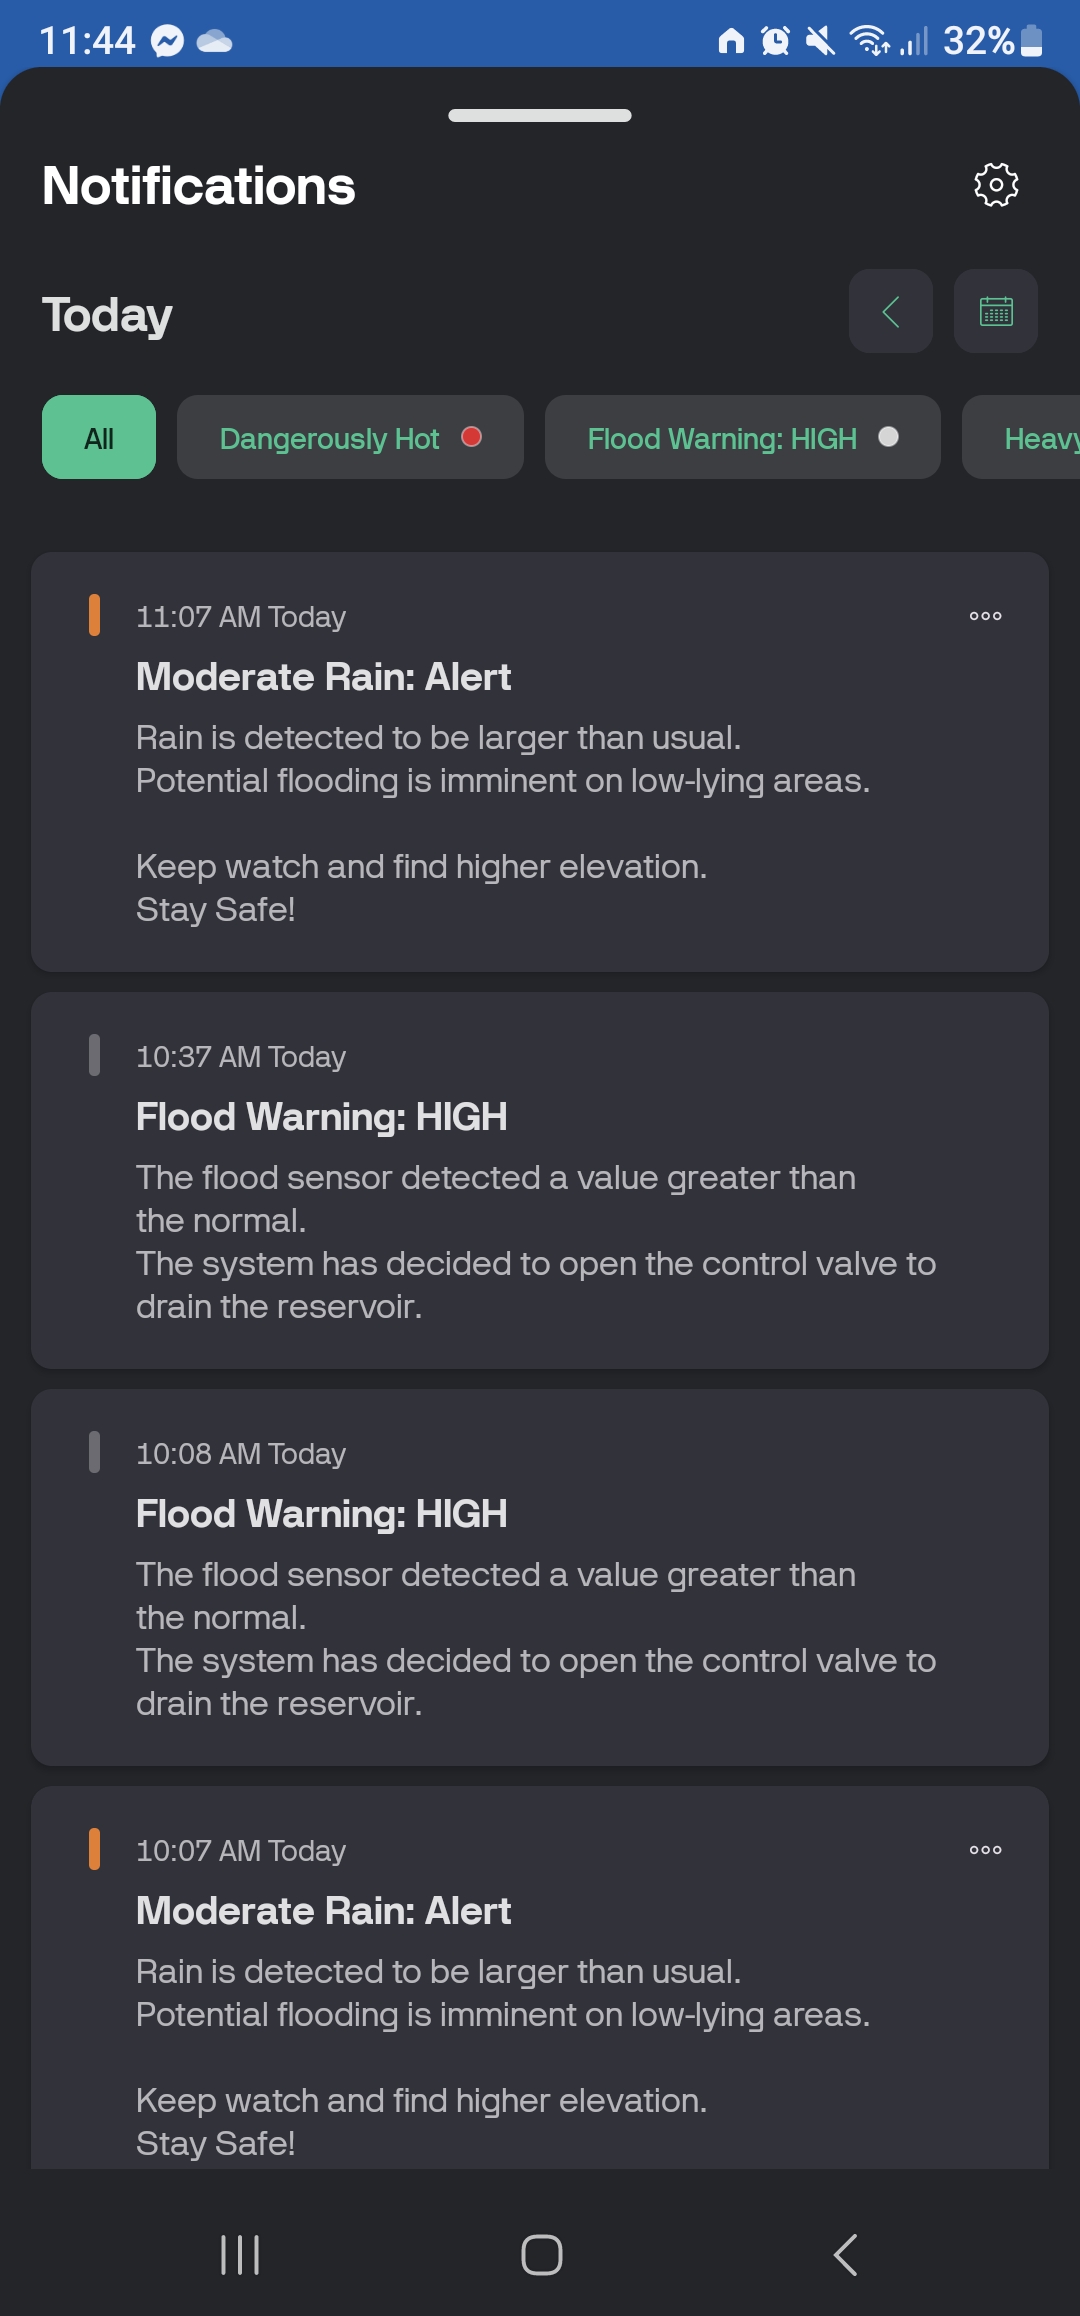 11:44
32%
Notifications
Today
All
Dangerously Hot
Flood Warning: HIGH
Heavy
11:07 AM Today
Moderate Rain: Alert
Rain is detected to be larger than usual.
Potential flooding is imminent on low-lying areas.
Keep watch and find higher elevation.
Stay Safe!
10:37 AM Today
Flood Warning: HIGH
The flood sensor detected a value greater than
the normal.
The system has decided to open the control valve to
drain the reservoir.
10:08 AM Today
Flood Warning: HIGH
The flood sensor detected a value greater than
the normal.
The system has decided to open the control valve to
drain the reservoir.
10:07 AM Today
Moderate Rain: Alert
Rain is detected to be larger than usual.
Potential flooding is imminent on low-lying areas.
Keep watch and find higher elevation.
Stay Safe!